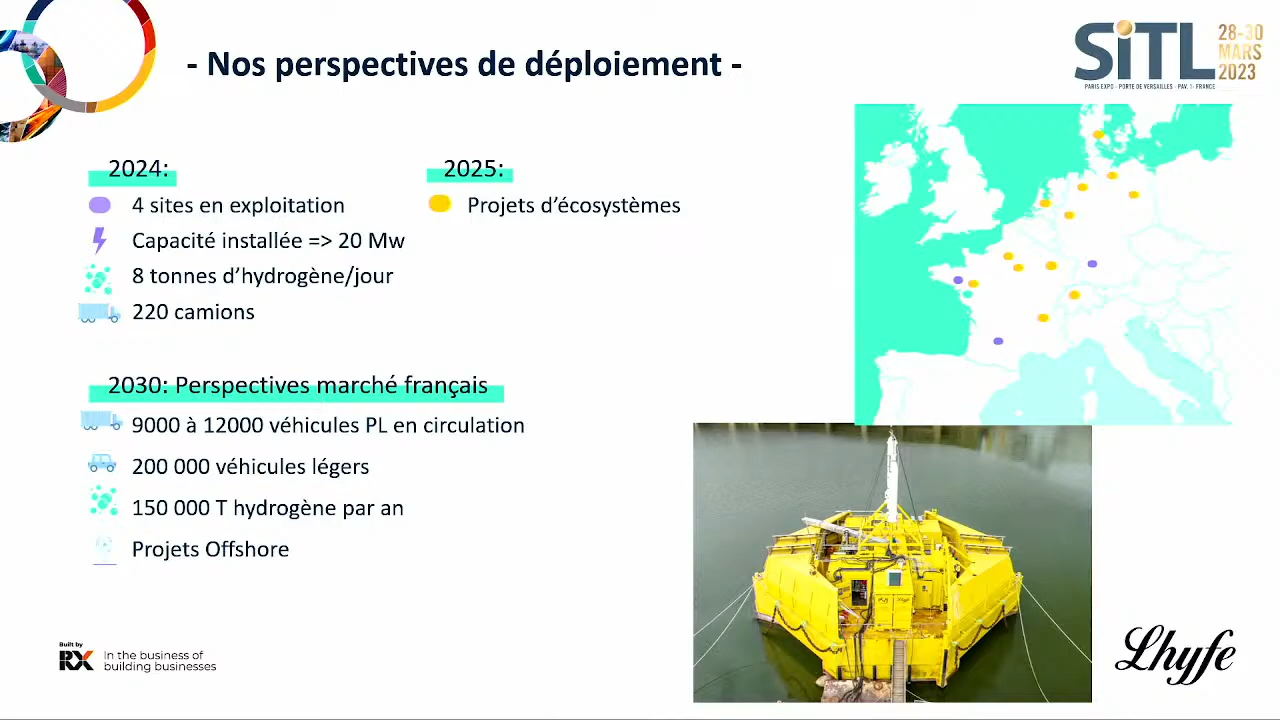 - Nos perspectives de déploiement -
SiTL
28-30
MARS
2023
PARIS EXPO - PORTE DE VERSAILLES - PAV. 1 - FRANCE
2024:
4 sites en exploitation
Capacité installée => 20 Mw
8 tonnes d’hydrogène/jour
220 camions
2025:
Projets d’écosystèmes
2030: Perspectives marché français
9000 à 12000 véhicules PL en circulation
200 000 véhicules légers
150 000 T hydrogène par an
Projets Offshore
Built by
RX
In the business of
building businesses
Lhyfe
Lhyfe